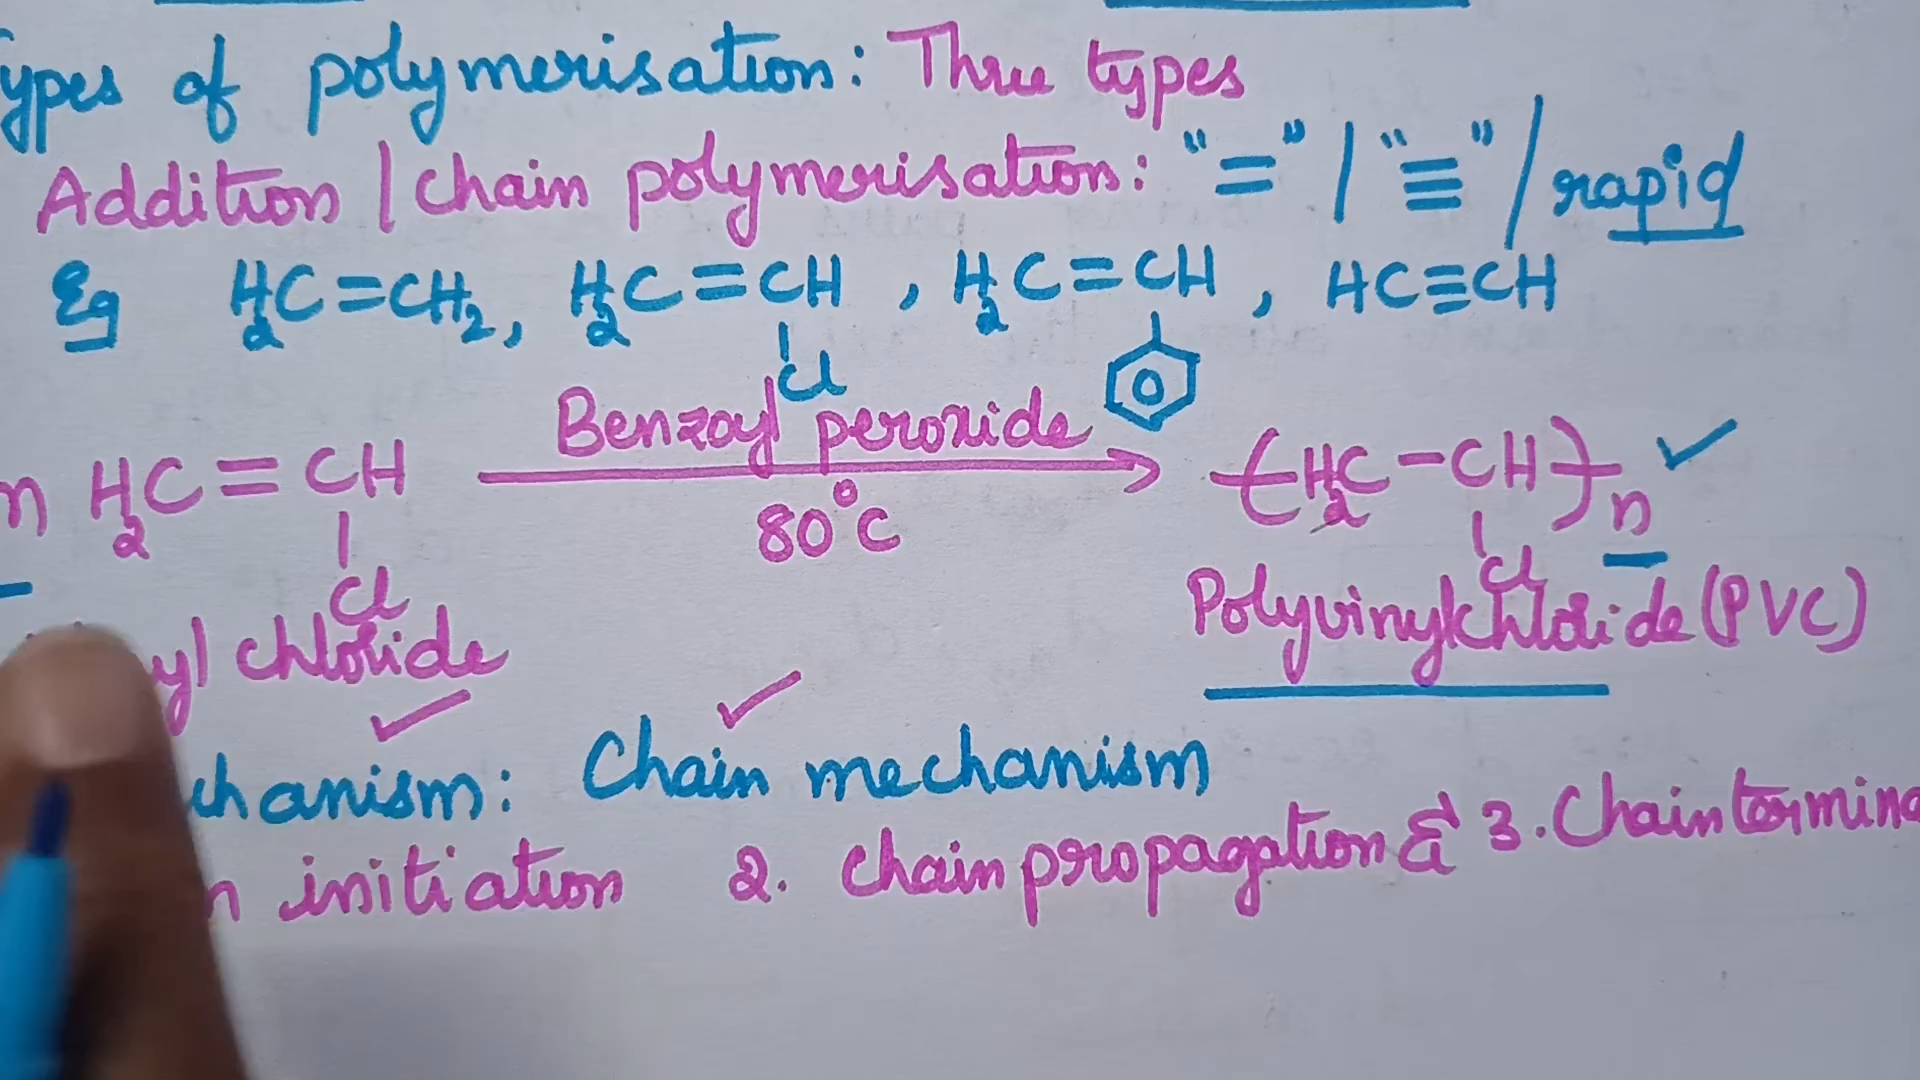 ypes of polymerisation: Three types
Addition | chain polymerisation: "=" / "≡" / rapid
Eg H₂C=CH₂, H₂C=CH, H₂C=CH, HC≡CH
Cl
Benzoyl peroxide
n H₂C=CH → -(H₂C-CH)-n
80°C
Cl Cl
yl chloride Polyvinylchloride (PVC)
chanism: Chain mechanism
n initiation 2. chain propagation & 3. Chain termina